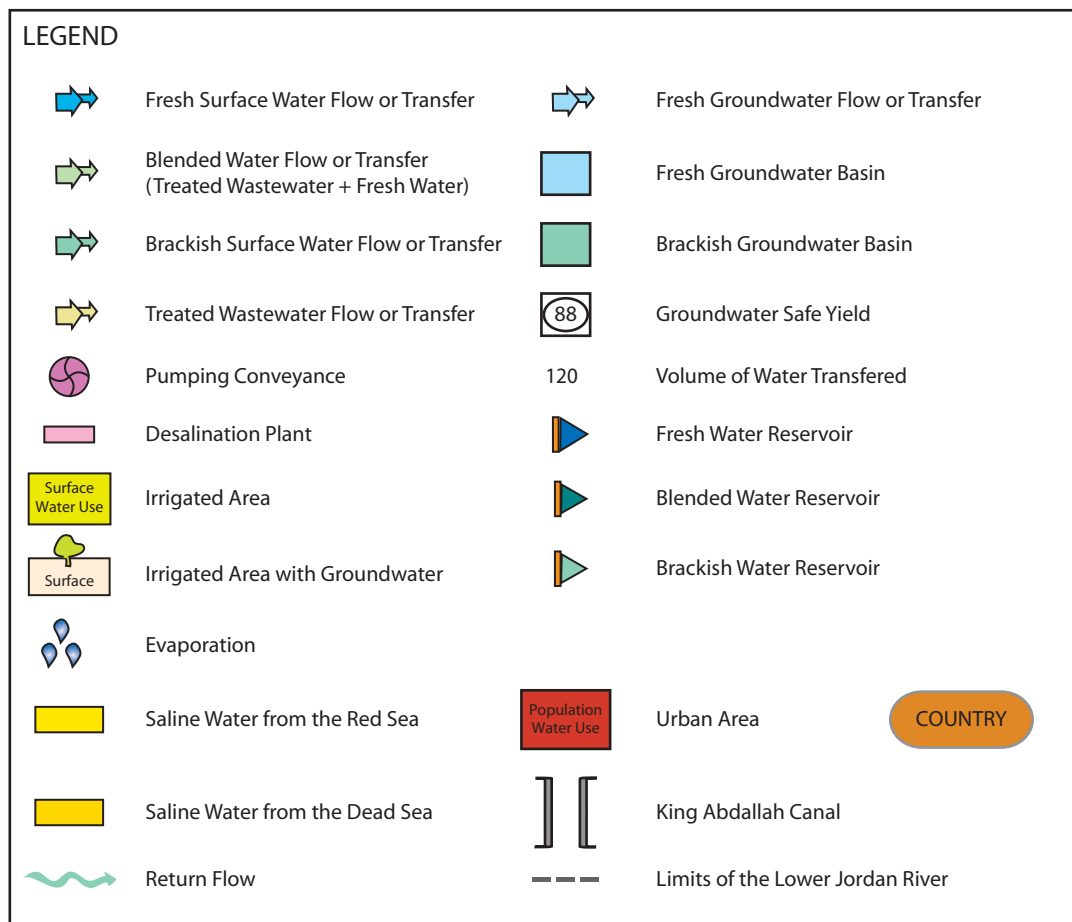 LEGEND
Fresh Surface Water Flow or Transfer
Blended Water Flow or Transfer
(Treated Wastewater + Fresh Water)
Brackish Surface Water Flow or Transfer
Treated Wastewater Flow or Transfer
Pumping Conveyance
Desalination Plant
Surface
Water Use
Irrigated Area
Surface
Irrigated Area with Groundwater
Evaporation
Saline Water from the Red Sea
Saline Water from the Dead Sea
Return Flow
Fresh Groundwater Flow or Transfer
Fresh Groundwater Basin
Brackish Groundwater Basin
88
Groundwater Safe Yield
120
Volume of Water Transfered
Fresh Water Reservoir
Blended Water Reservoir
Brackish Water Reservoir
Population
Water Use
Urban Area
COUNTRY
King Abdallah Canal
Limits of the Lower Jordan River